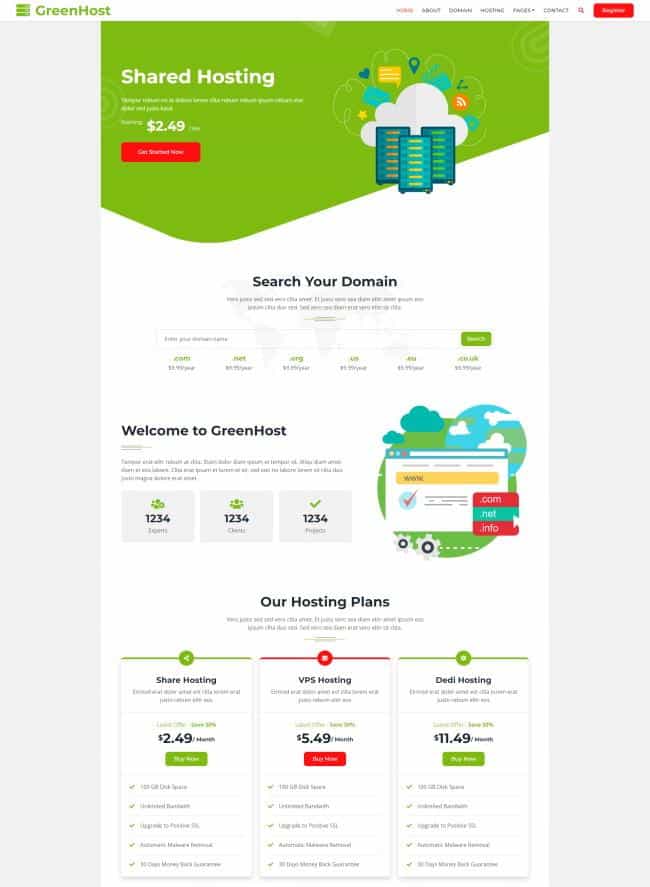 GreenHost
HOME ABOUT DOMAIN HOSTING PAGES CONTACT Register
Shared Hosting
Tempor rebum no at dolore lorem clita rebum rebum ipsum rebum stet
dolor sed justo kasd.
Starting $2.49
Get Started Now
Search Your Domain
Vero justo sed sed vero clita amet. Et justo vero sea diam elitr amet ipsum eos
ipsum clita duo sed. Sed vero sea diam erat vero elitr sit clita.
Enter your domain name Search
.com .net .org .us .eu .co.uk
$9.99/year $9.99/year $9.99/year $9.99/year $9.99/year $9.99/year
Welcome to GreenHost
Tempor erat elitr rebum at clita. Diam dolor diam ipsum et tempor sit. Aliqu diam amet
diam et eos labore. Clita erat ipsum et lorem et sit, sed stet no labore lorem sit clita duo
justo magna dolore erat amet
1234 1234 1234
Experts Clients Projects
WWW.
.com
.net
.info
Our Hosting Plans
Vero justo sed sed vero clita amet. Et justo vero sea diam elitr amet ipsum eos
ipsum clita duo sed. Sed vero sea diam erat vero elitr sit clita.
Share Hosting VPS Hosting Dedi Hosting
Eirmod erat dolor amet est clita lorem erat Eirmod erat dolor amet est clita lorem erat Eirmod erat dolor amet est clita lorem erat
justo rebum elitr eos. justo rebum elitr eos. justo rebum elitr eos.
Latest Offer - Save 30% Latest Offer - Save 30% Latest Offer - Save 30%
$2.49/ Month $5.49/ Month $11.49/ Month
Buy Now Buy Now Buy Now
100 GB Disk Space 100 GB Disk Space 100 GB Disk Space
Unlimited Bandwith Unlimited Bandwith Unlimited Bandwith
Upgrade to Positive SSL Upgrade to Positive SSL Upgrade to Positive SSL
Automatic Malware Removal Automatic Malware Removal Automatic Malware Removal
30 Days Money Back Guarantee 30 Days Money Back Guarantee 30 Days Money Back Guarantee